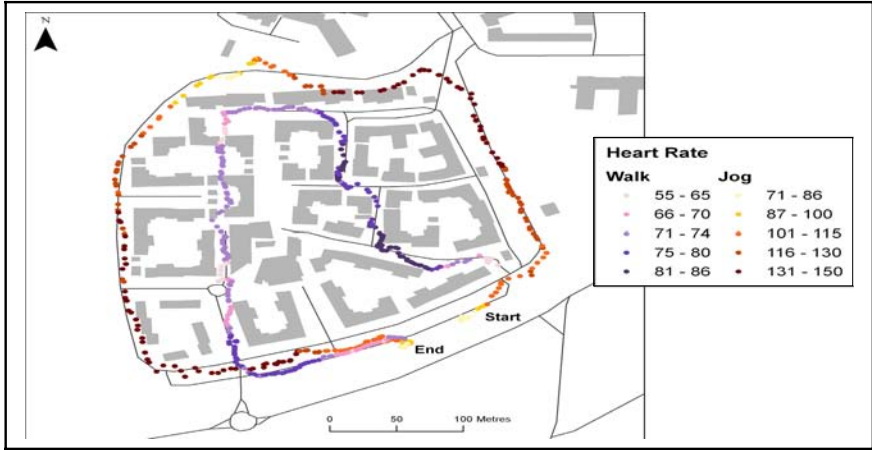 N
Heart Rate
Walk Jog
55 - 65 71 - 86
66 - 70 87 - 100
71 - 74 101 - 115
75 - 80 116 - 130
81 - 86 131 - 150
Start
End
0 50 100 Metres